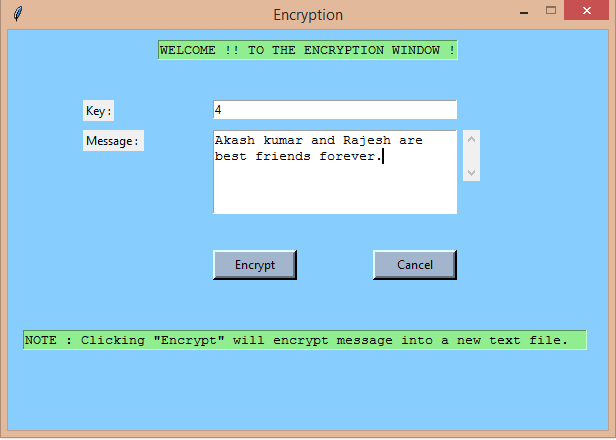 Encryption
WELCOME !! TO THE ENCRYPTION WINDOW !
Key:
4
Message:
Akash kumar and Rajesh are
best friends forever.
Encrypt
Cancel
NOTE : Clicking "Encrypt" will encrypt message into a new text file.